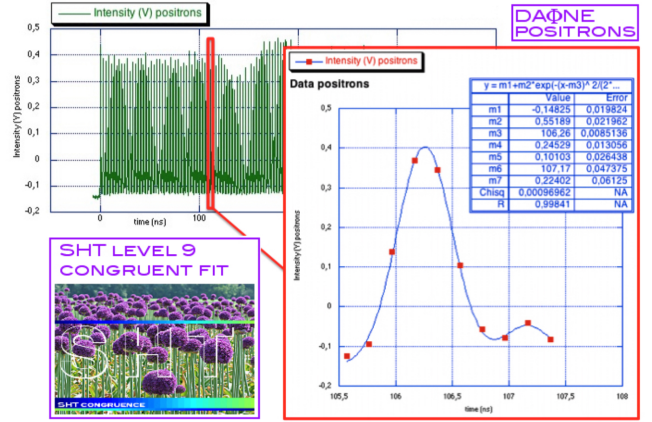 Intensity (V) positrons
DAΦNE
POSITRONS
0,5
0,4
0,3
0,2
0,1
0
-0,1
-0,2
Intensity(V) positrons
0
100
time (ns)
Intensity (V) positrons
Data positrons
y = m1+m2*exp(-(x-m3)^ 2/(2*...
Value Error
m1 -0,14825 0,019824
m2 0,55189 0,021962
m3 106,26 0,0085136
m4 0,24529 0,013056
m5 0,10103 0,026438
m6 107,17 0,047375
m7 0,22402 0,06125
Chisq 0,00096962 NA
R 0,99841 NA
0,5
0,4
0,3
0,2
0,1
0
-0,1
-0,2
Intensity(V) positrons
105,5 106 106,5 107 107,5 108
time (ns)
SHT LEVEL 9
CONGRUENT FIT
SHT
SHT CONGRUENCE